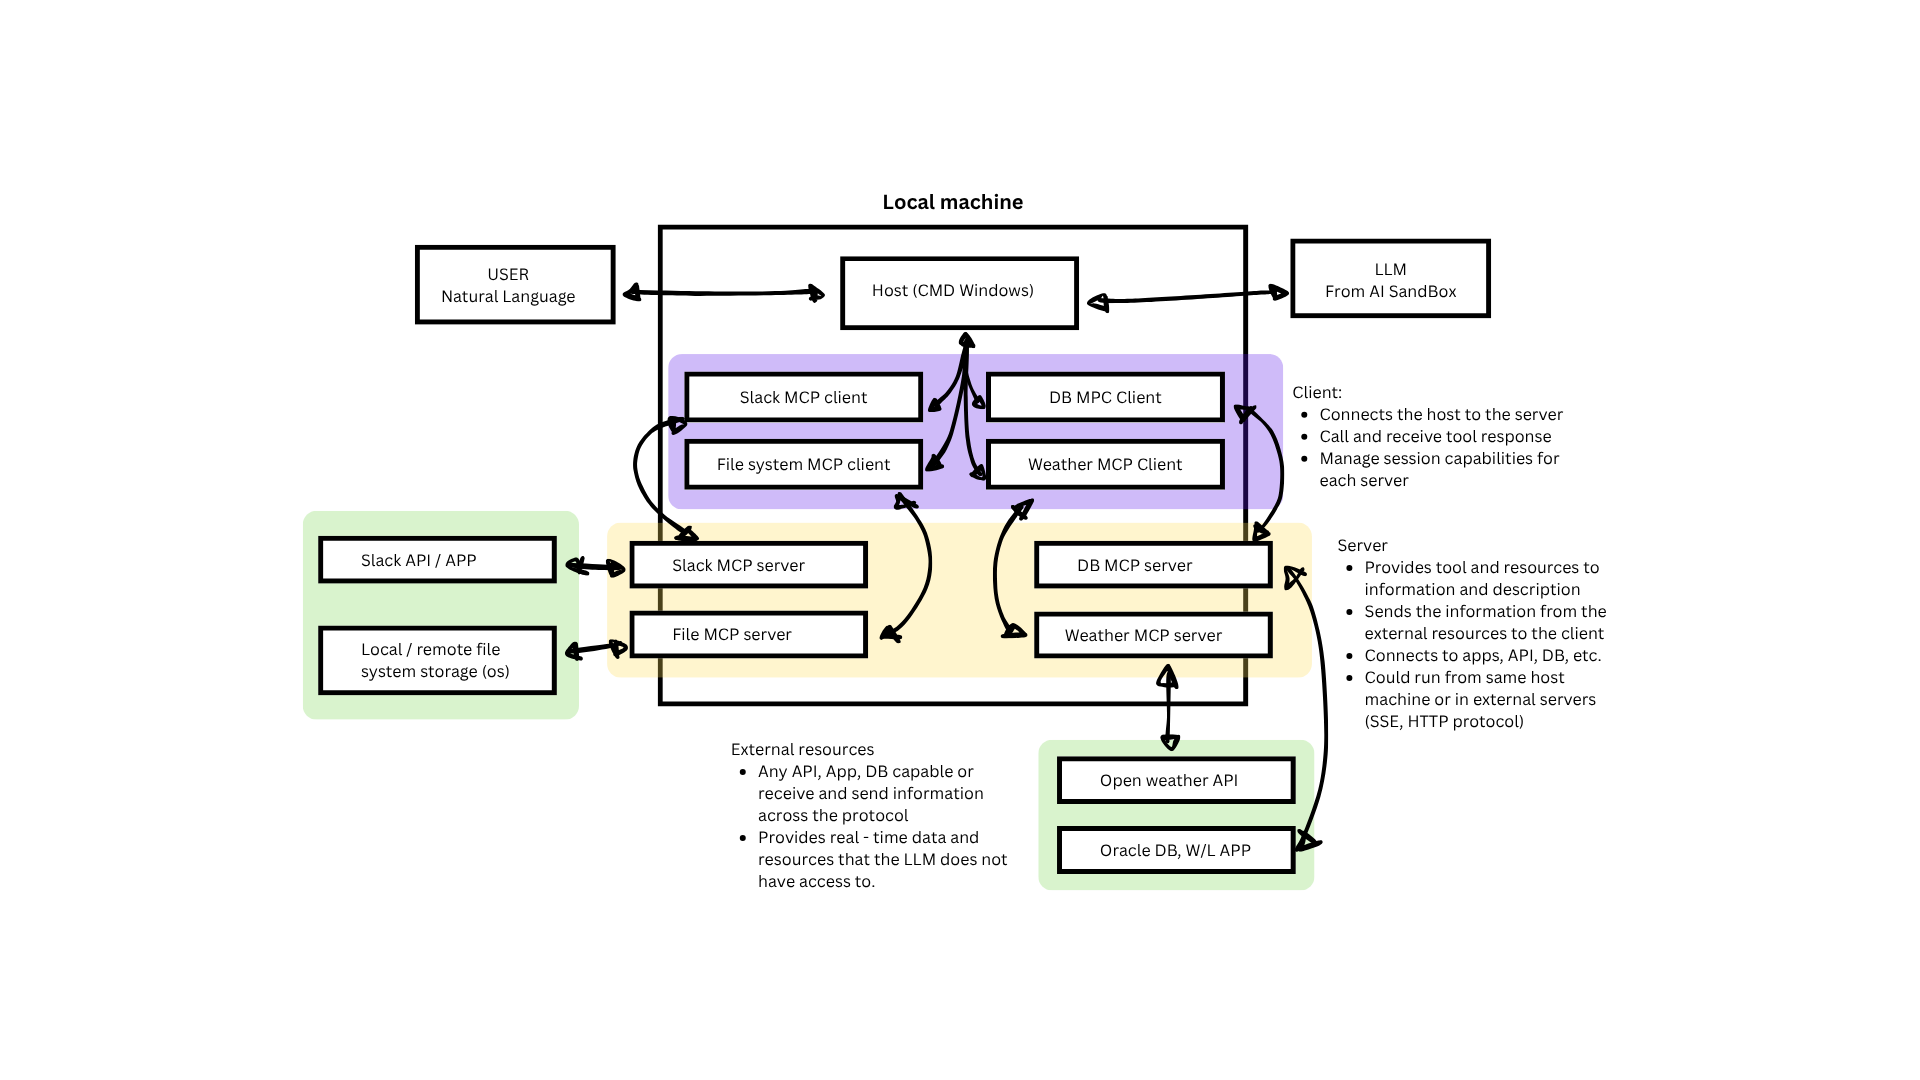 Local machine
USER
Natural Language
Host (CMD Windows)
LLM
From AI SandBox
Slack MCP client
DB MPC Client
File system MCP client
Weather MCP Client
Client:
Connects the host to the server
Call and receive tool response
Manage session capabilities for
each server
Slack API / APP
Local / remote file
system storage (os)
Slack MCP server
DB MCP server
File MCP server
Weather MCP server
Server
Provides tool and resources to
information and description
Sends the information from the
external resources to the client
Connects to apps, API, DB, etc.
Could run from same host
machine or in external servers
(SSE, HTTP protocol)
External resources
Any API, App, DB capable or
receive and send information
across the protocol
Provides real - time data and
resources that the LLM does not
have access to.
Open weather API
Oracle DB, W/L APP